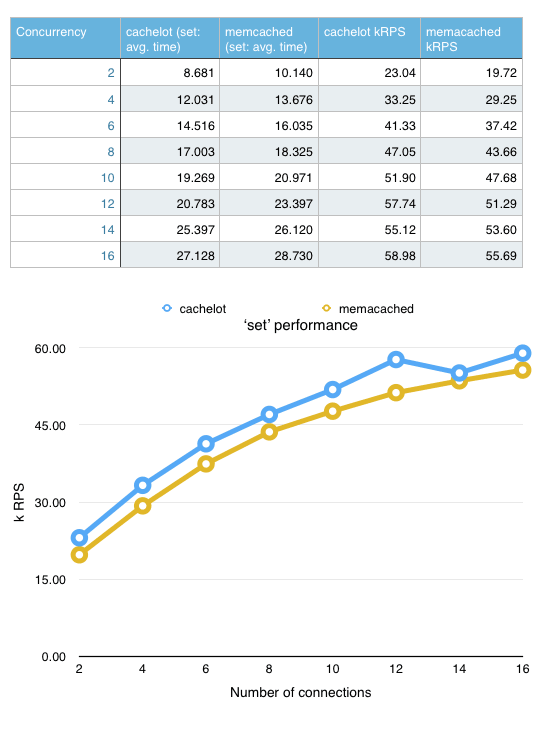 Concurrency cachelot (set: avg. time) memcached (set: avg. time) cachelot kRPS memacached kRPS
2 8.681 10.140 23.04 19.72
4 12.031 13.676 33.25 29.25
6 14.516 16.035 41.33 37.42
8 17.003 18.325 47.05 43.66
10 19.269 20.971 51.90 47.68
12 20.783 23.397 57.74 51.29
14 25.397 26.120 55.12 53.60
16 27.128 28.730 58.98 55.69
cachelot memacached
‘set’ performance
60.00
45.00
30.00
15.00
0.00
k RPS
2 4 6 8 10 12 14 16
Number of connections